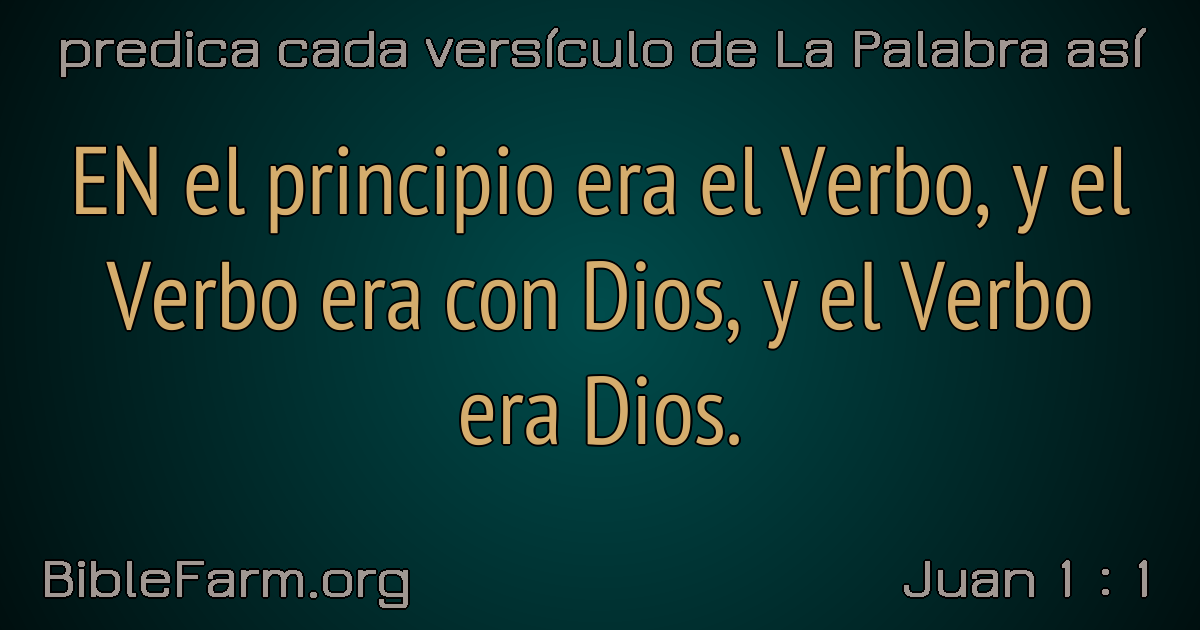 predica cada versículo de La Palabra así
EN el principio era el Verbo, y el
Verbo era con Dios, y el Verbo
era Dios.
BibleFarm.org
Juan 1 : 1